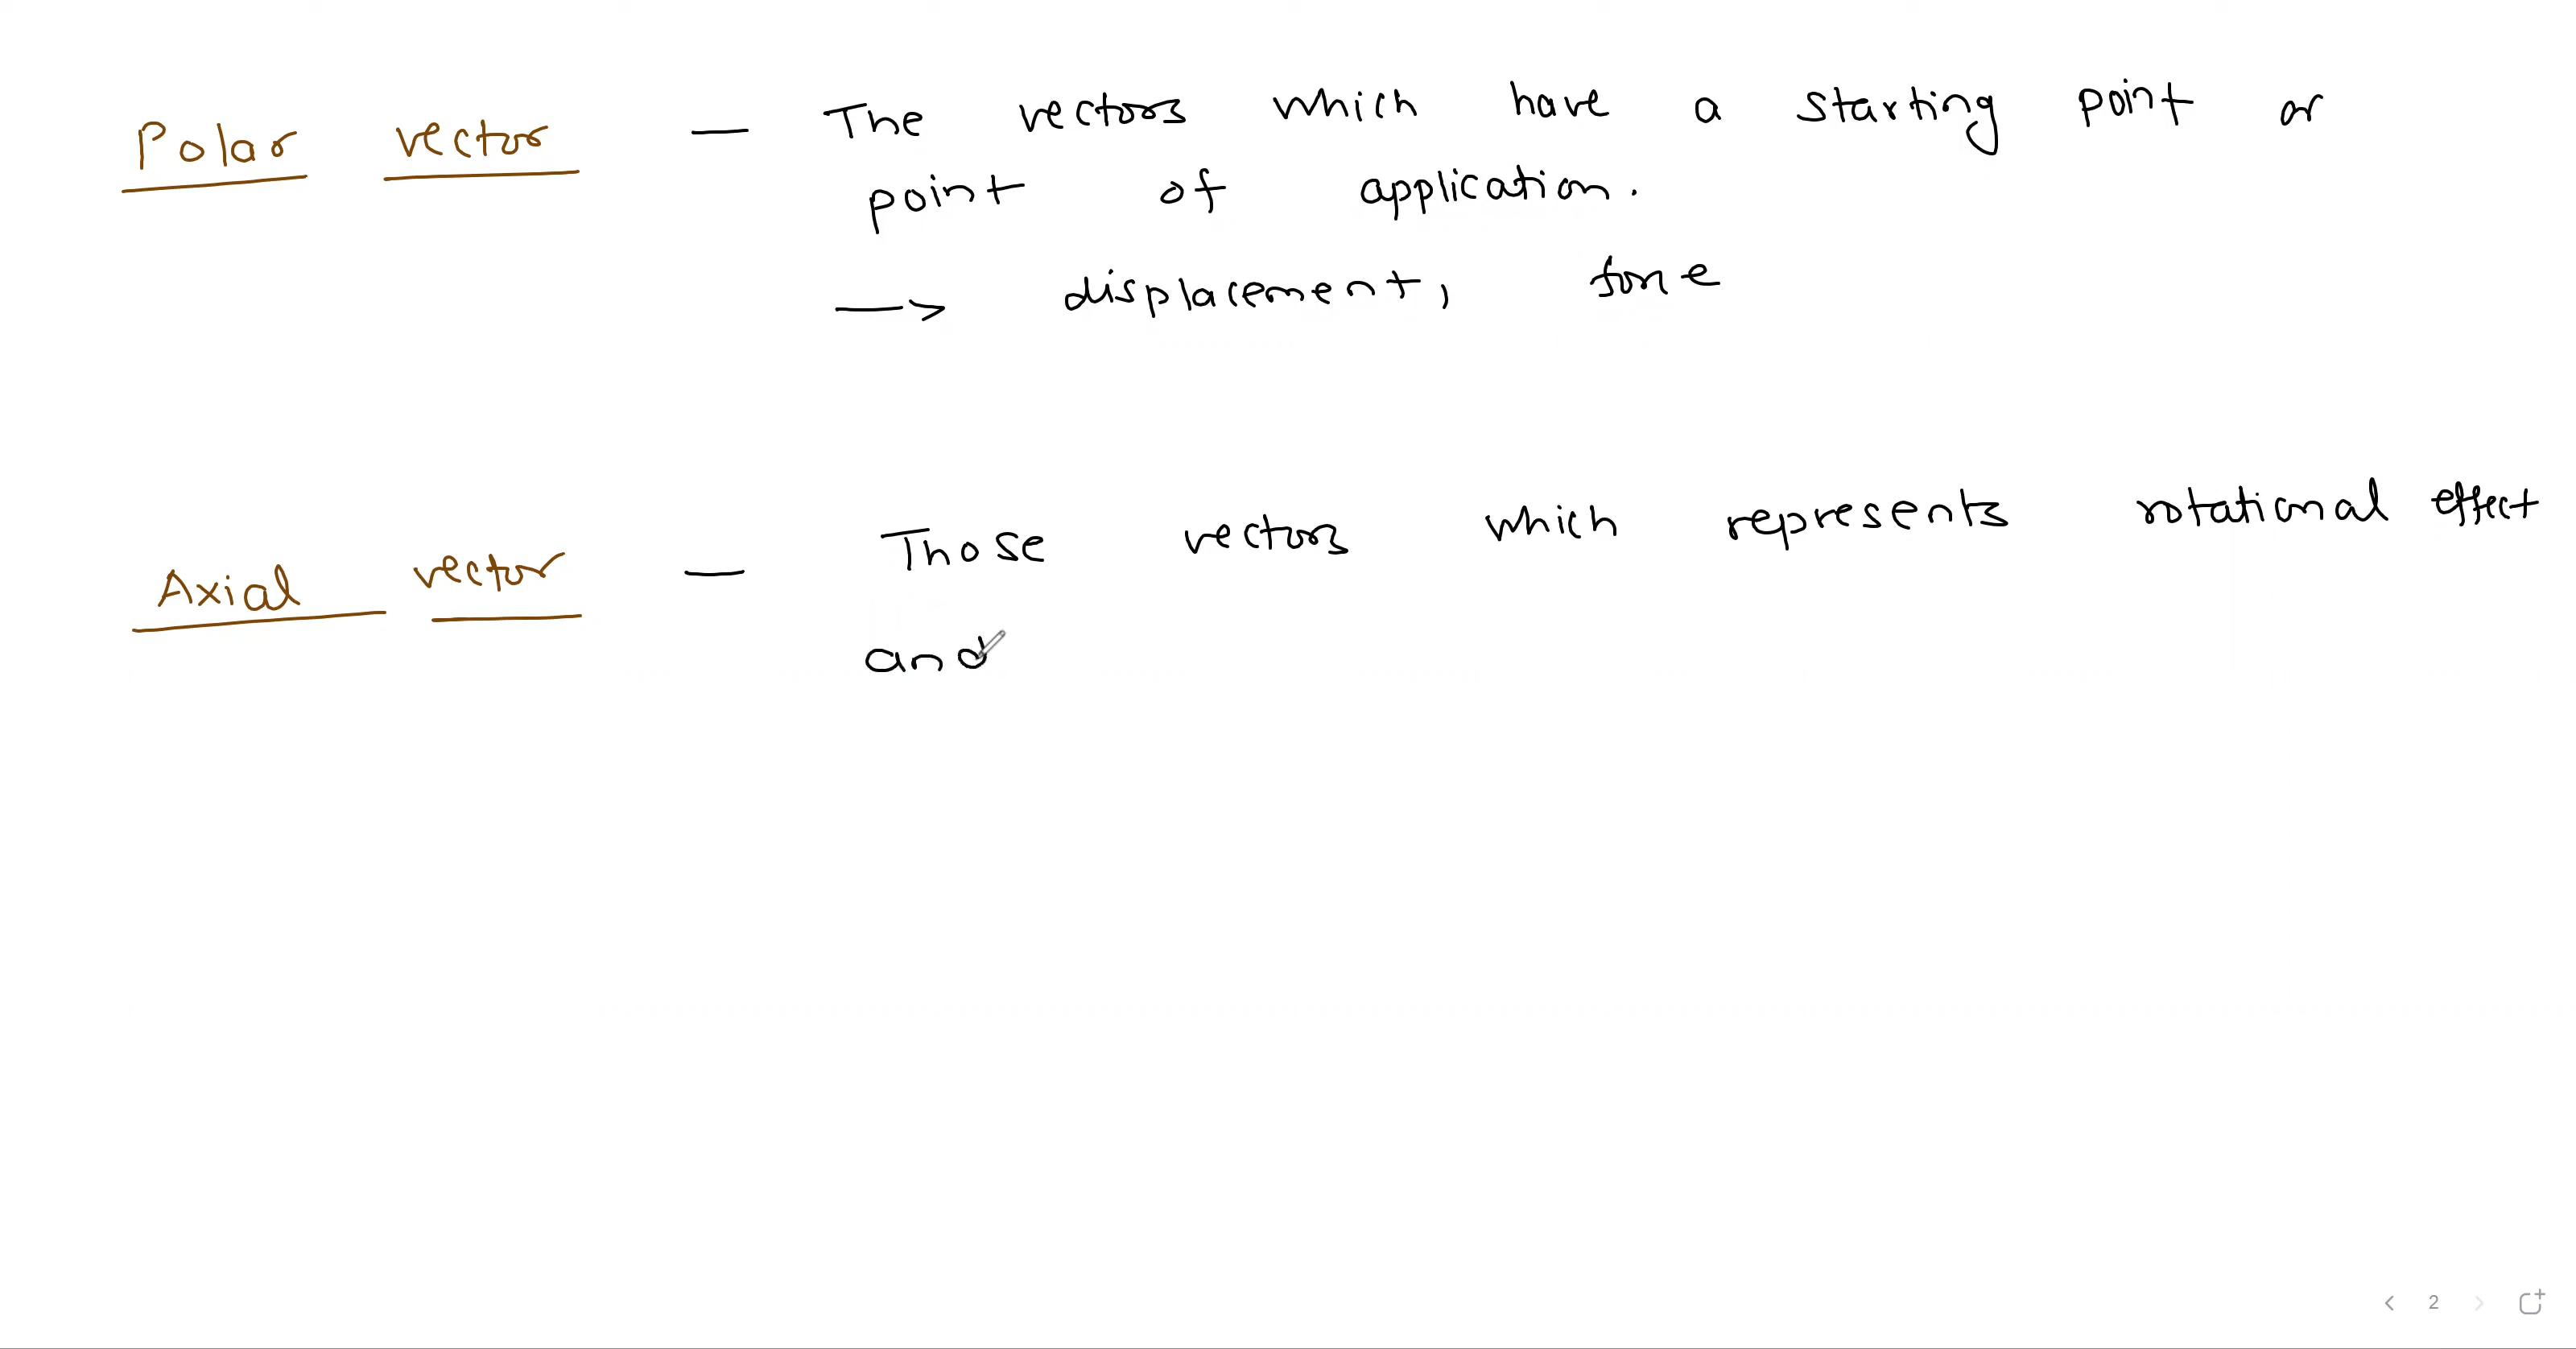 Polar vector — The vectors which have a starting point or
point of application.
—> displacement, force
Axial vector — Those vectors which represents rotational effect
and
2